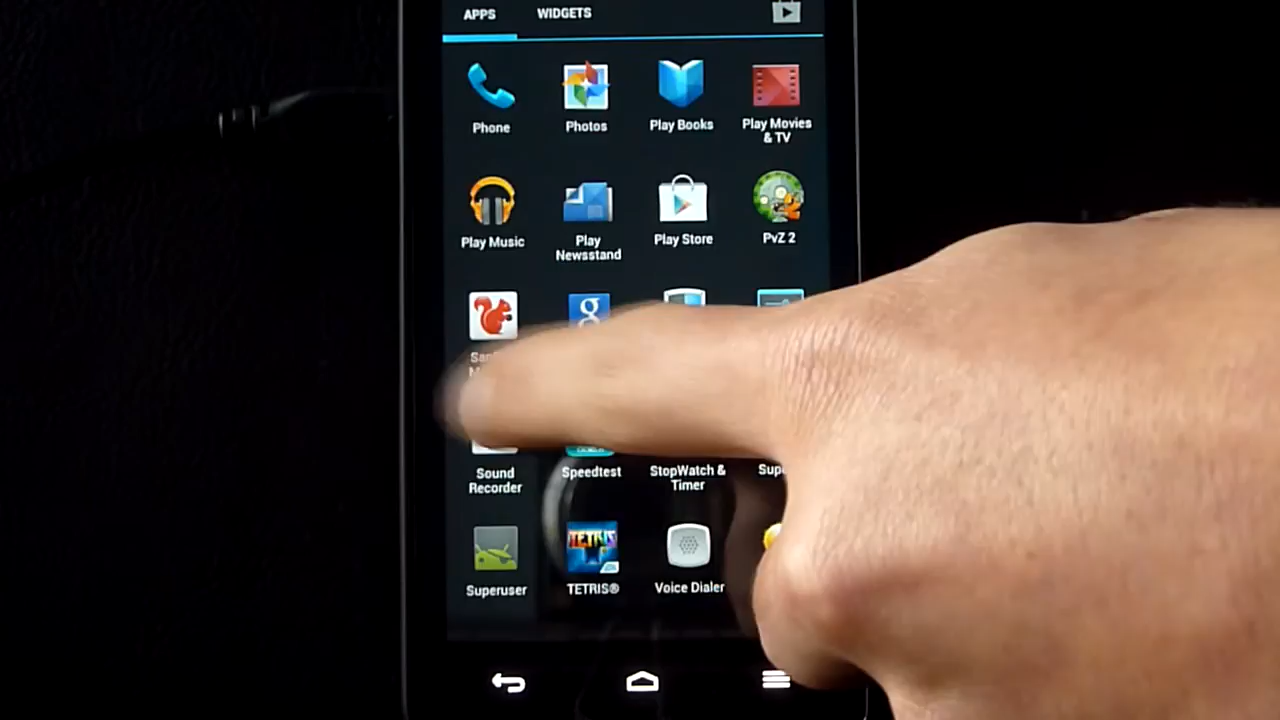 APPS WIDGETS
Phone Photos Play Books Play Movies
& TV
Play Music Play Play Store PvZ 2
Newsstand
g
Sound Speedtest StopWatch &
Recorder Timer
TETRIS
Superuser TETRIS® Voice Dialer